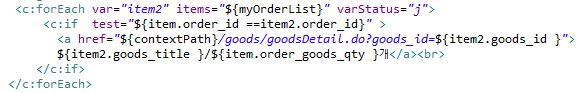 <c:forEach var="item2" items="${myOrderList}" varStatus="j">
<c:if  test="${item.order_id ==item2.order_id}" >
<a href="${contextPath}/goods/goodsDetail.do?goods_id=${item2.goods_id }">
${item2.goods_title }/${item.order_goods_qty }개</a><br>
</c:if>
</c:forEach>